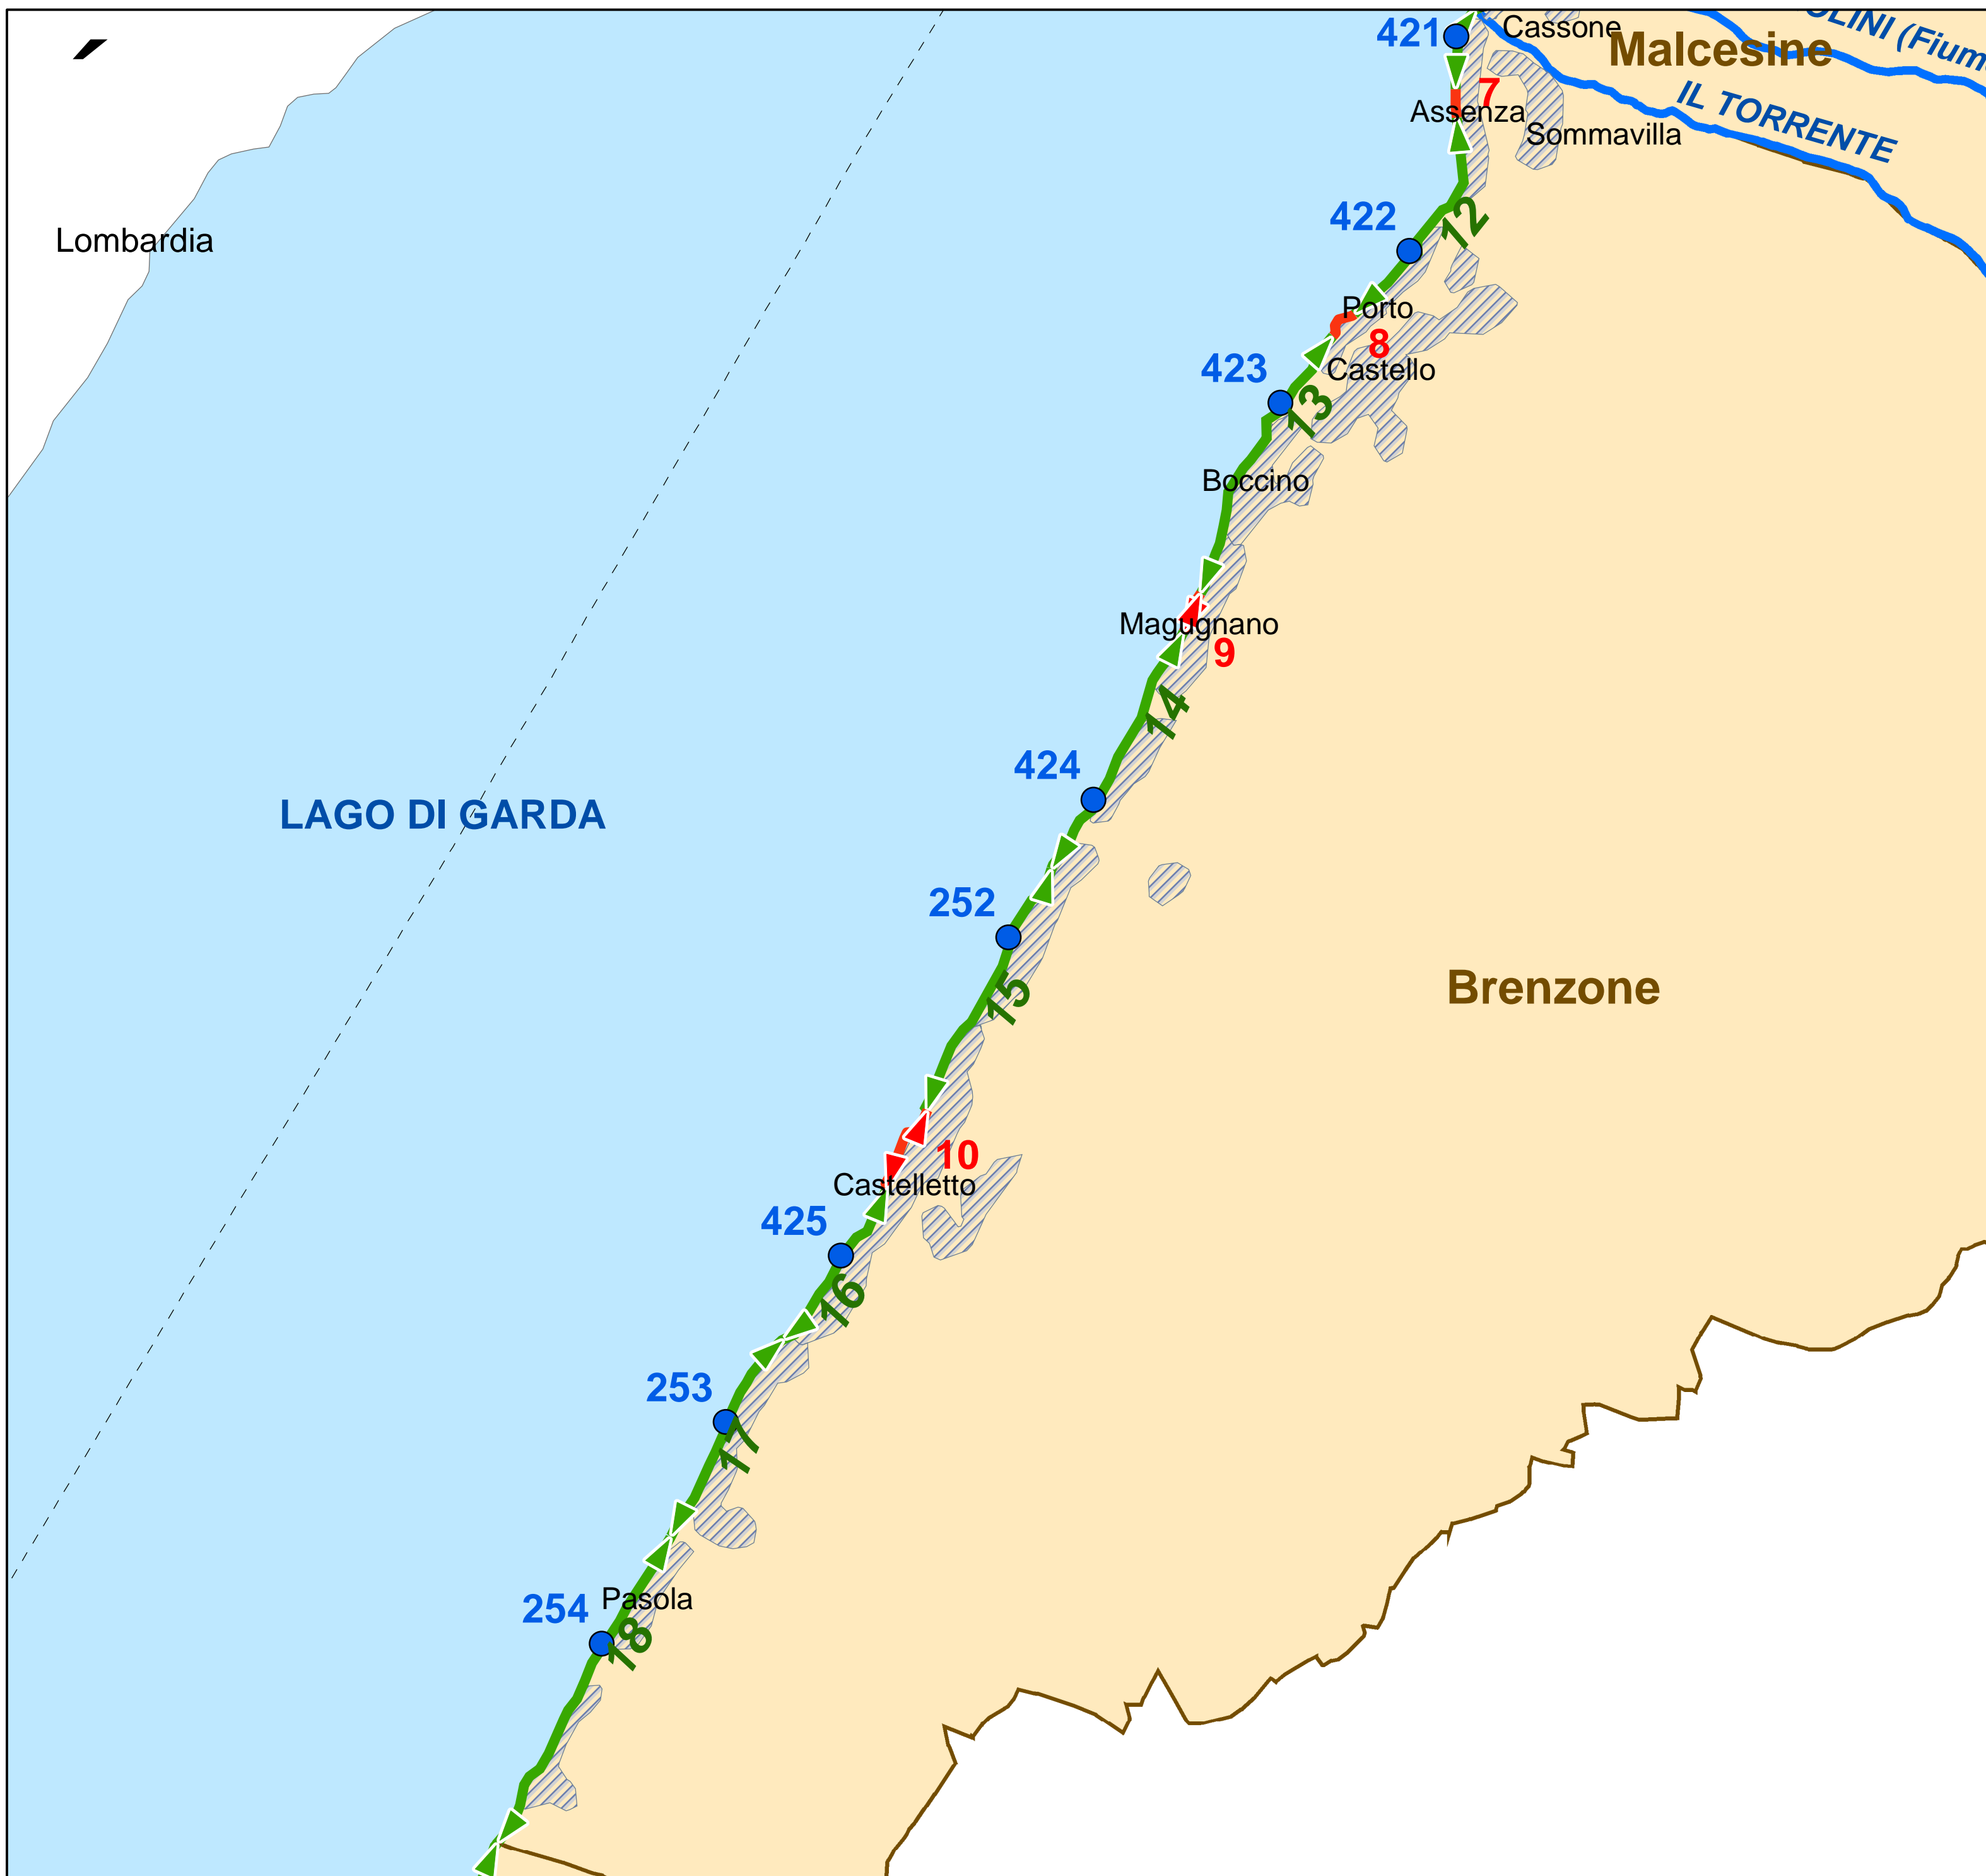 421
Cassone
Malcesine
OLINI (Fium
7
IL TORRENTE
Assenza
Sommavilla
422
12
Lombardia
Porto
8
423
Castello
13
Boccino
Magugnano
9
14
424
LAGO DI GARDA
252
Brenzone
15
10
Castelletto
425
16
253
17
Pasola
254
18